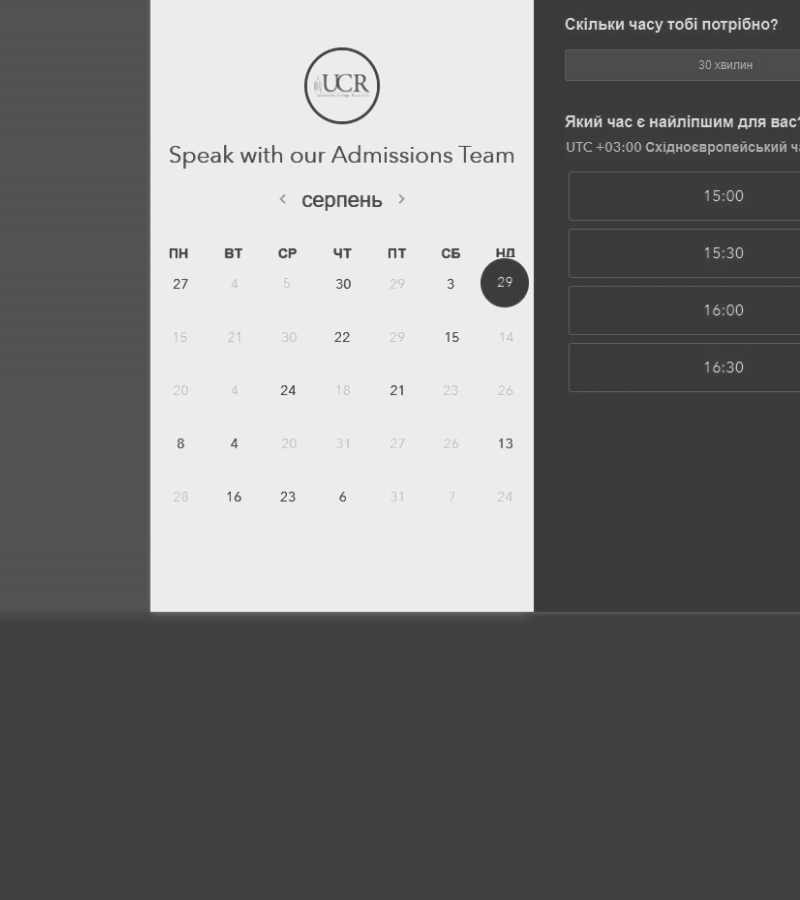 UCR
Speak with our Admissions Team
серпень
ПН ВТ СР ЧТ ПТ СБ НД
27 4 5 30 29 3 29
15 21 30 22 29 15 14
20 4 24 18 21 23 26
8 4 20 31 27 26 13
28 16 23 6 31 7 24
Скільки часу тобі потрібно?
30 хвилин
Який час є найліпшим для вас?
UTC +03:00 Східноєвропейський
15:00
15:30
16:00
16:30